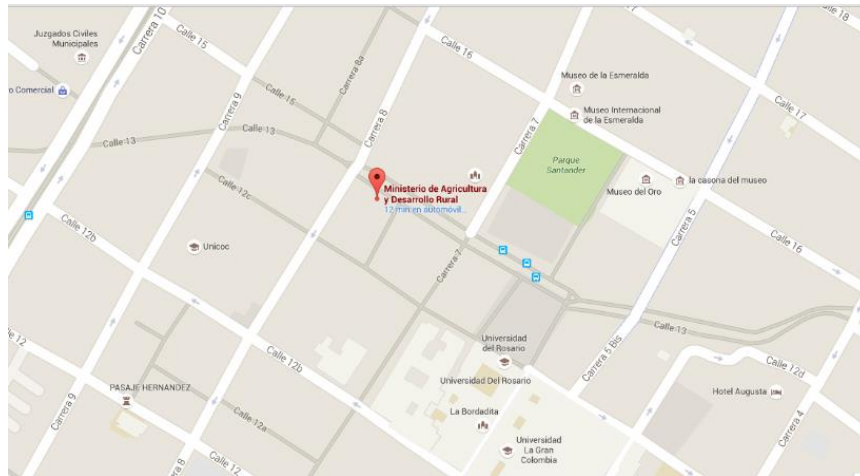 Carrera 10
Calle 15
Juzgados Civiles
Municipales
o Comercial
Calle 13
Carrera 9
Calle 13
Calle 15
Carrera 8a
Carrera 8
Calle 16
Carrera 7
Museo de la Esmeralda
Museo Internacional
de la Esmeralda
Calle 17
Calle 18
Parque
Santander
Museo del Oro
la casona del museo
Carrera 5
Calle 16
Ministerio de Agricultura
y Desarrollo Rural
12 min en automóvil...
Calle 12c
Calle 12b
Unicoc
Carrera 7
Calle 13
Universidad
del Rosario
Universidad Del Rosario
Carrera 5 Bis
Calle 12d
Hotel Augusta
Carrera 4
La Bordadita
Universidad
La Gran
Colombia
Calle 12b
Calle 12
PASAJE HERNANDEZ
Carrera 9
Calle 12a
Calle 12